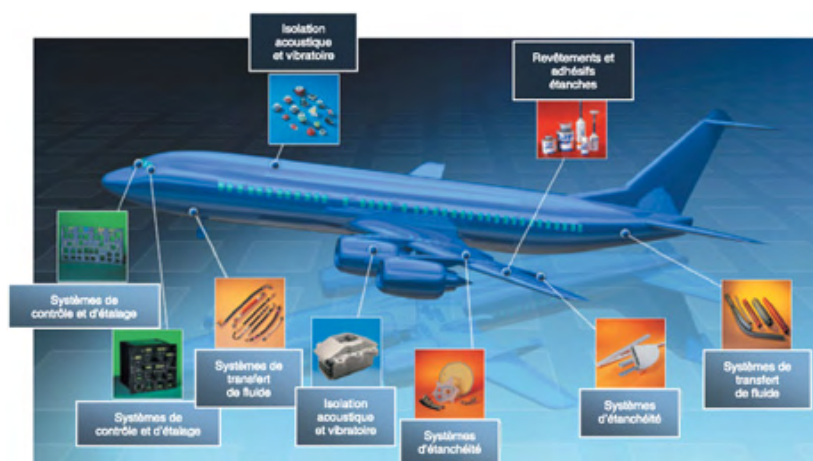 Isolation
acoustique
et vibratoire
Revêtements et
adhésifs
étanches
Systèmes de
contrôle et d'étalage
Systèmes de
contrôle et d'étalage
Systèmes de
transfert
de fluide
Isolation
acoustique
et vibratoire
Systèmes
d'étanchéité
Systèmes
d'étanchéité
Systèmes de
transfert
de fluide